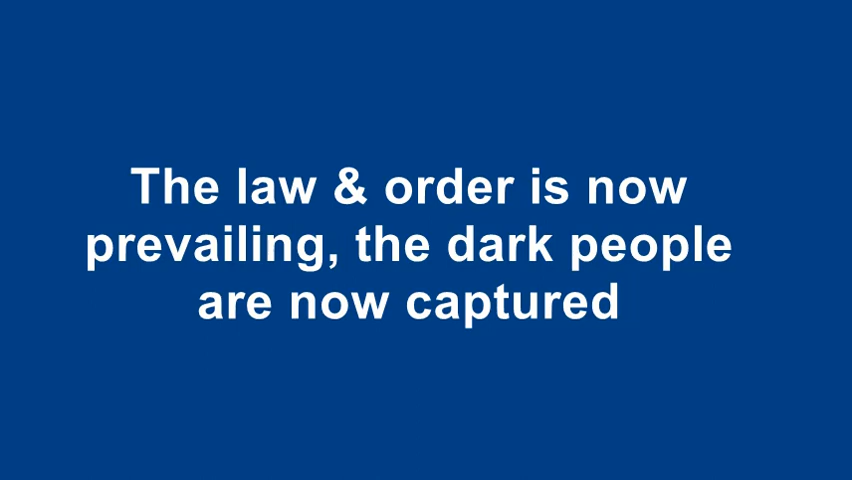 The law & order is now
prevailing, the dark people
are now captured